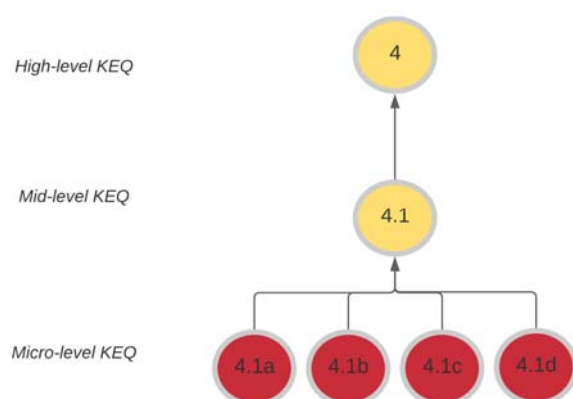 High-level KEQ
4
Mid-level KEQ
4.1
Micro-level KEQ
4.1a
4.1b
4.1c
4.1d